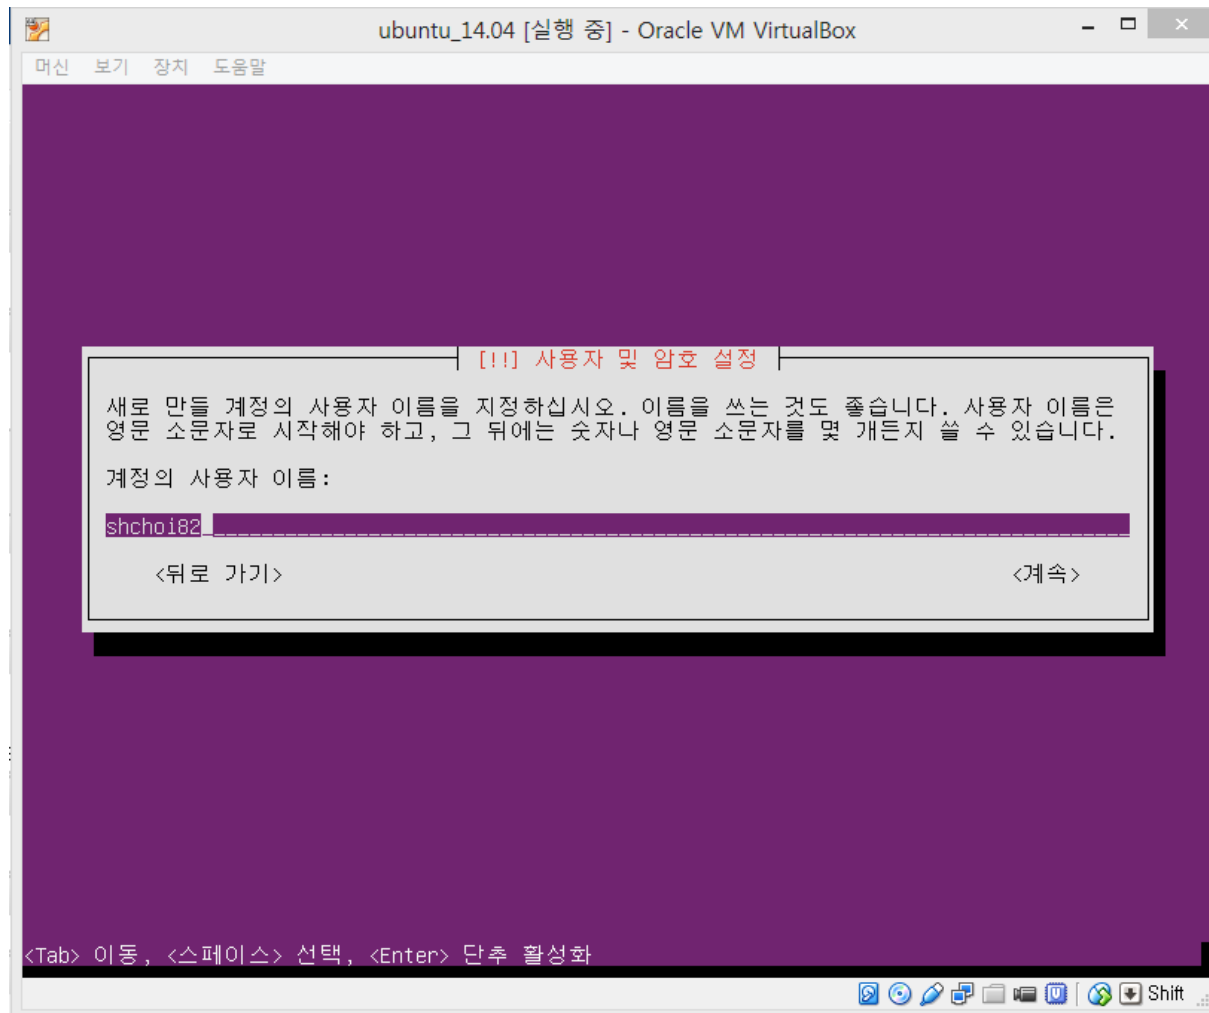 ubuntu_14.04 [실행 중] - Oracle VM VirtualBox
머신 보기 장치 도움말
[!!] 사용자 및 암호 설정
새로 만들 계정의 사용자 이름을 지정하십시오. 이름을 쓰는 것도 좋습니다. 사용자 이름은
영문 소문자로 시작해야 하고, 그 뒤에는 숫자나 영문 소문자를 몇 개든지 쓸 수 있습니다.
계정의 사용자 이름:
shchoi82
<뒤로 가기> <계속>
<Tab> 이동, <스페이스> 선택, <Enter> 단추 활성화
Shift